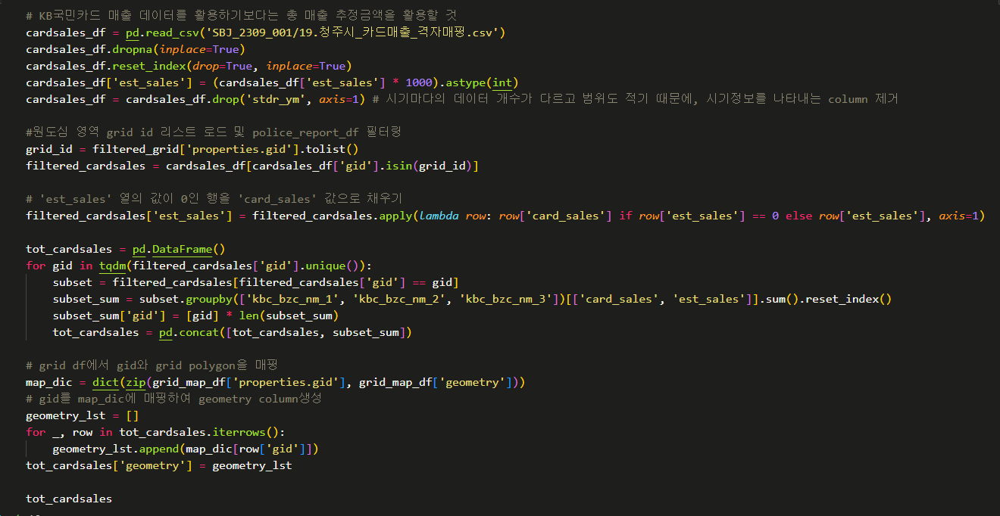 # KB국민카드 매출 데이터를 활용하기보다는 총 매출 추정금액을 활용할 것
cardsales_df = pd.read_csv('SBJ_2309_001/19.청주시_카드매출_격자매핑.csv')
cardsales_df.dropna(inplace=True)
cardsales_df.reset_index(drop=True, inplace=True)
cardsales_df['est_sales'] = (cardsales_df['est_sales'] * 1000).astype(int)
cardsales_df = cardsales_df.drop('stdr_ym', axis=1) # 시기마다의 데이터 개수가 다르고 범위도 적기 때문에, 시기정보를 나타내는 column 제거
#원도심 영역 grid id 리스트 로드 및 police_report_df 필터링
grid_id = filtered_grid['properties.gid'].tolist()
filtered_cardsales = cardsales_df[cardsales_df['gid'].isin(grid_id)]
# 'est_sales' 열의 값이 0인 행을 'card_sales' 값으로 채우기
filtered_cardsales['est_sales'] = filtered_cardsales.apply(lambda row: row['card_sales'] if row['est_sales'] == 0 else row['est_sales'], axis=1)
tot_cardsales = pd.DataFrame()
for gid in tqdm(filtered_cardsales['gid'].unique()):
    subset = filtered_cardsales[filtered_cardsales['gid'] == gid]
    subset_sum = subset.groupby(['kbc_bzc_nm_1', 'kbc_bzc_nm_2', 'kbc_bzc_nm_3'])[['card_sales', 'est_sales']].sum().reset_index()
    subset_sum['gid'] = [gid] * len(subset_sum)
    tot_cardsales = pd.concat([tot_cardsales, subset_sum])
# grid df에서 gid와 grid polygon을 매핑
map_dic = dict(zip(grid_map_df['properties.gid'], grid_map_df['geometry']))
# gid를 map_dic에 매핑하여 geometry column생성
geometry_lst = []
for _, row in tot_cardsales.iterrows():
    geometry_lst.append(map_dic[row['gid']])
tot_cardsales['geometry'] = geometry_lst
tot_cardsales